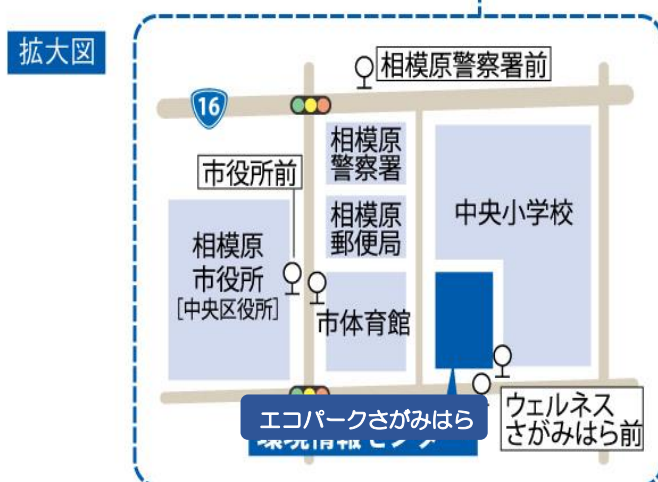 拡大図
相模原警察署前
16
相模原
警察署
市役所前
中央小学校
相模原
郵便局
相模原
市役所
[中央区役所]
市体育館
エコパークさがみはら
ウェルネス
さがみはら前